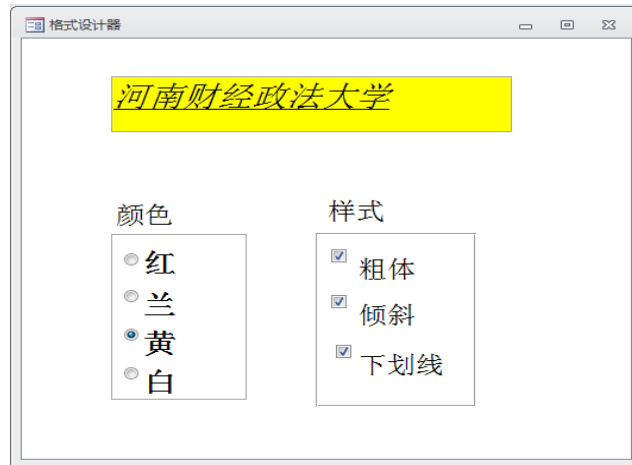 格式设计器
河南财经政法大学
颜色
红
兰
黄
白
样式
粗体
倾斜
下划线